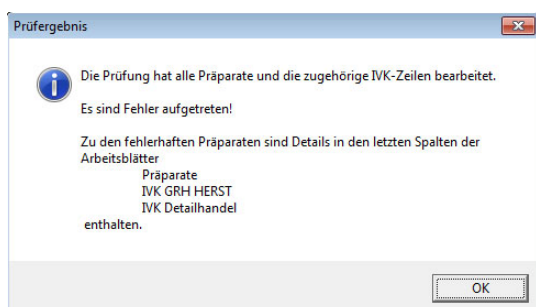 Prüfergebnis
Die Prüfung hat alle Präparate und die zugehörige IVK-Zeilen bearbeitet.
Es sind Fehler aufgetreten!
Zu den fehlerhaften Präparaten sind Details in den letzten Spalten der
Arbeitsblätter
Präparate
IVK GRH HERST
IVK Detailhandel
enthalten.
OK